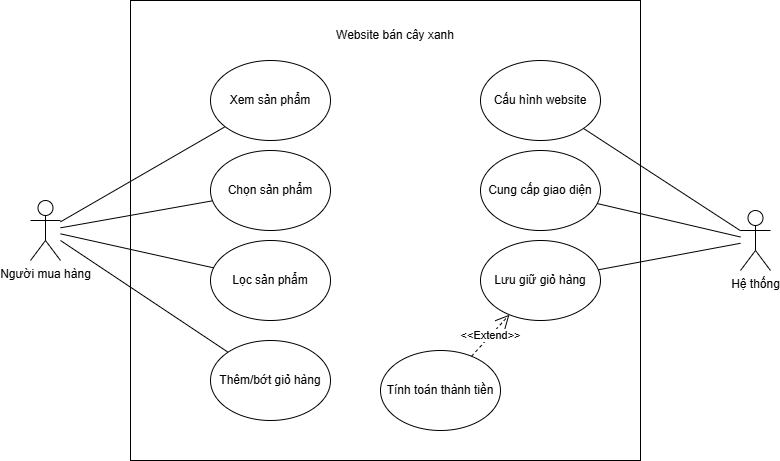 Website bán cây xanh
Xem sản phẩm
Cấu hình website
Chọn sản phẩm
Cung cấp giao diện
Người mua hàng
Lọc sản phẩm
Lưu giữ giỏ hàng
Hệ thống
<<Extend>>
Thêm/bớt giỏ hàng
Tính toán thành tiền